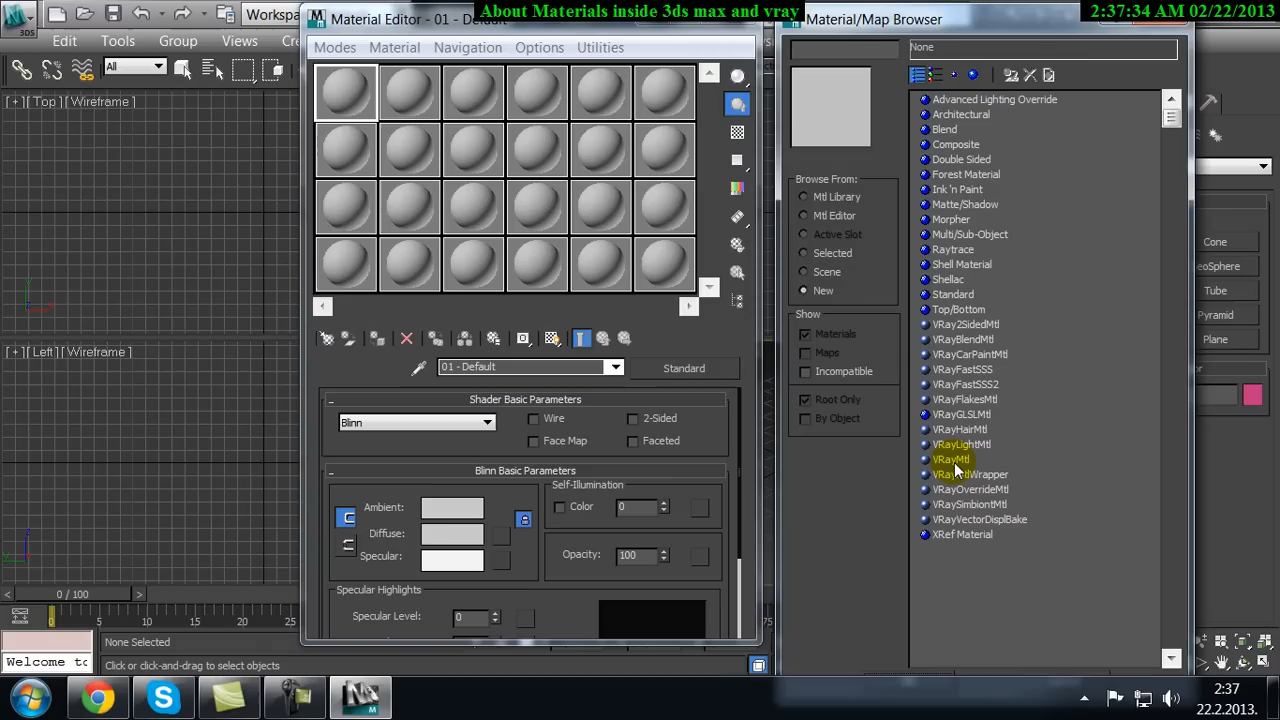 About Materials inside 3ds max and vray
2:37:34 AM 02/22/2013
3DS
Workspa
Material Editor - 01 - Default
Material/Map Browser
Edit Tools Group Views Cre
Modes Material Navigation Options Utilities
None
All
[+] [Top] [Wireframe]
[+] [Left] [Wireframe]
Browse From:
Mtl Library
Mtl Editor
Active Slot
Selected
Scene
New
Show
Materials
Maps
Incompatible
Root Only
By Object
Advanced Lighting Override
Architectural
Blend
Composite
Double Sided
Forest Material
Ink 'n Paint
Matte/Shadow
Morpher
Multi/Sub-Object
Raytrace
Shell Material
Shellac
Standard
Top/Bottom
VRay2SidedMtl
VRayBlendMtl
VRayCarPaintMtl
VRayFastSSS
VRayFastSSS2
VRayFlakesMtl
VRayGLSLMtl
VRayHairMtl
VRayLightMtl
VRayMtl
VRayMtlWrapper
VRayOverrideMtl
VRaySimbiontMtl
VRayVectorDisplBake
XRef Material
01 - Default
Standard
Shader Basic Parameters
Blinn
Wire
2-Sided
Face Map
Faceted
Blinn Basic Parameters
Ambient:
Diffuse:
Specular:
Self-Illumination
Color 0
Opacity: 100
Specular Highlights
Specular Level: 0
Cone
eoSphere
Tube
Pyramid
Plane
or
0 / 100
0 5 10 15 20 25
75
None Selected
Welcome to
Click or click-and-drag to select objects
2:37
22.2.2013.